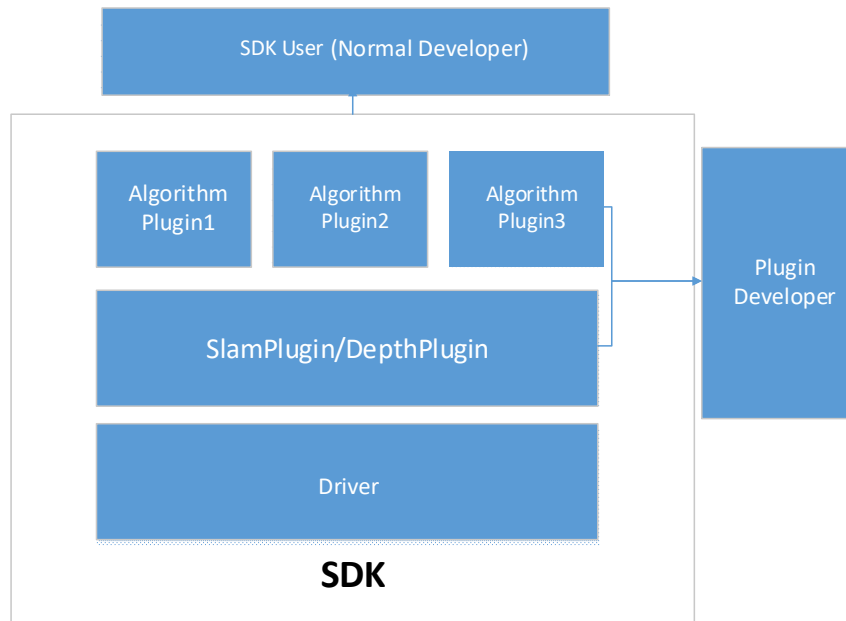 SDK User (Normal Developer)
Algorithm
Plugin1
Algorithm
Plugin2
Algorithm
Plugin3
Plugin
Developer
SlamPlugin/DepthPlugin
Driver
SDK